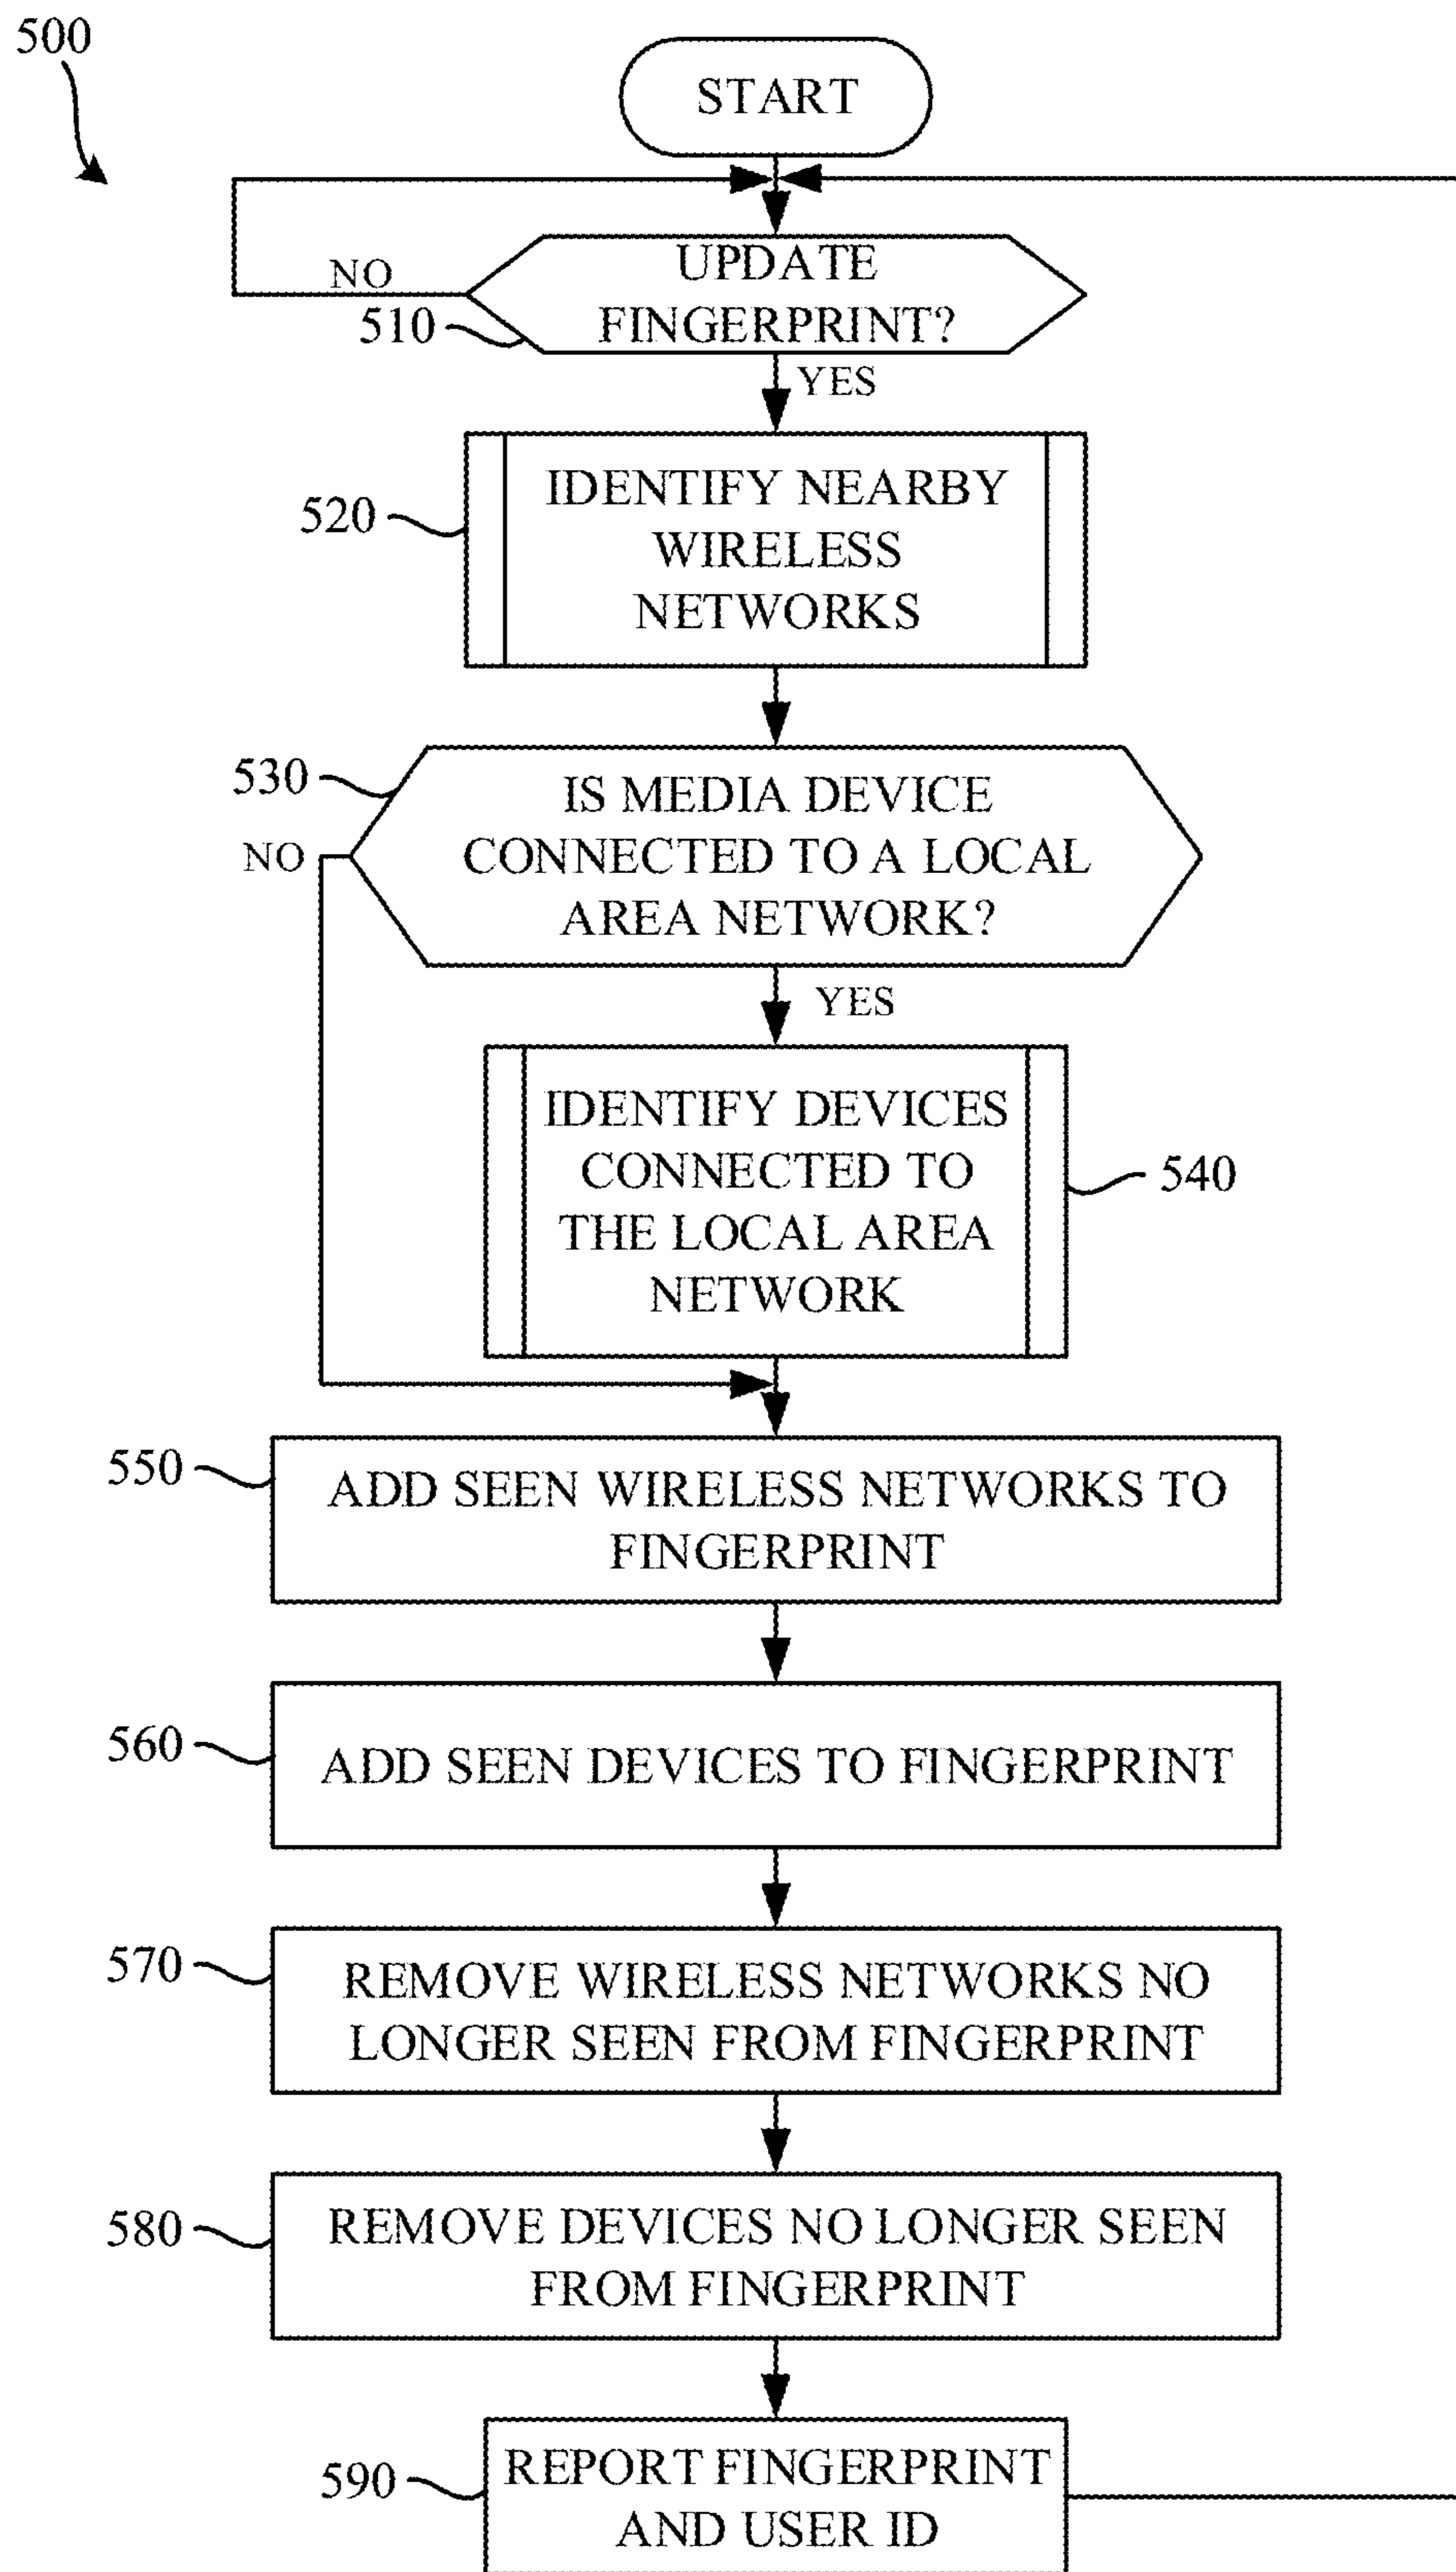 500
START
NO
UPDATE
FINGERPRINT?
510
YES
520
IDENTIFY NEARBY
WIRELESS
NETWORKS
530
NO
IS MEDIA DEVICE
CONNECTED TO A LOCAL
AREA NETWORK?
YES
IDENTIFY DEVICES
CONNECTED TO
THE LOCAL AREA
NETWORK
540
550
ADD SEEN WIRELESS NETWORKS TO
FINGERPRINT
560
ADD SEEN DEVICES TO FINGERPRINT
570
REMOVE WIRELESS NETWORKS NO
LONGER SEEN FROM FINGERPRINT
580
REMOVE DEVICES NO LONGER SEEN
FROM FINGERPRINT
590
REPORT FINGERPRINT
AND USER ID